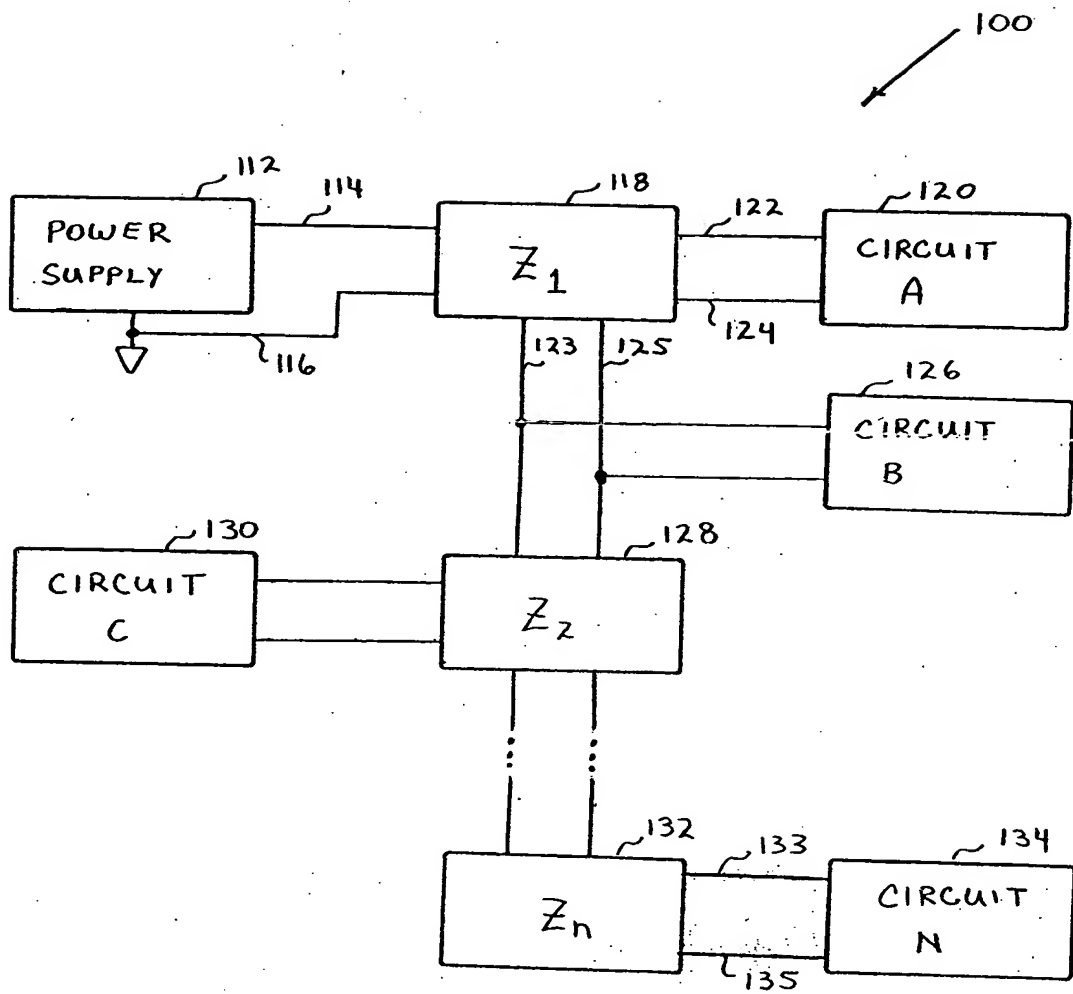 100
112
POWER
SUPPLY
114
116
118
Z1
122
124
120
CIRCUIT
A
123
125
126
CIRCUIT
B
130
CIRCUIT
C
128
Z2
132
Zn
133
135
134
CIRCUIT
N